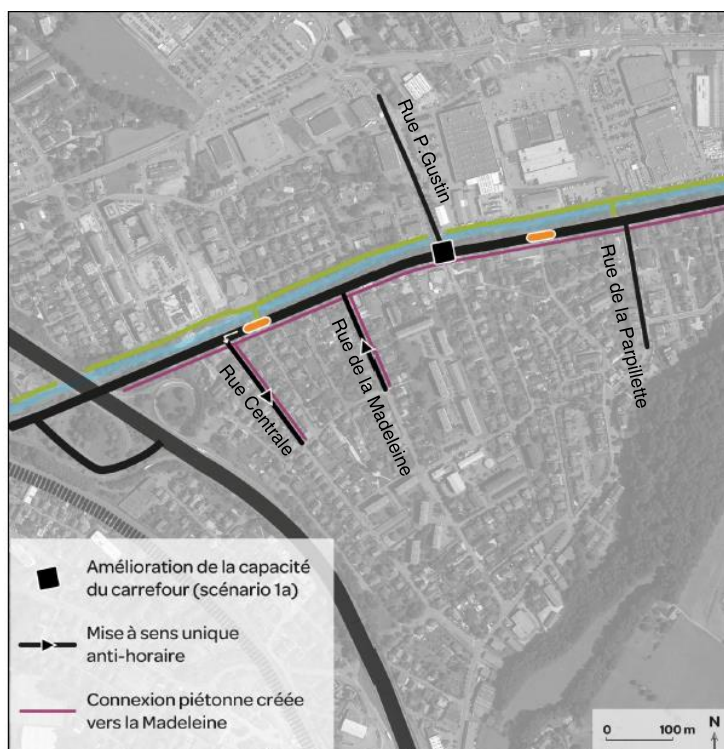 Rue P.Gustin
Rue de la Parpillette
Rue de la Madeleine
Rue Centrale
Amélioration de la capacité
du carrefour (scénario 1a)
Mise à sens unique
anti-horaire
Connexion piétonne créée
vers la Madeleine
0 100 m N